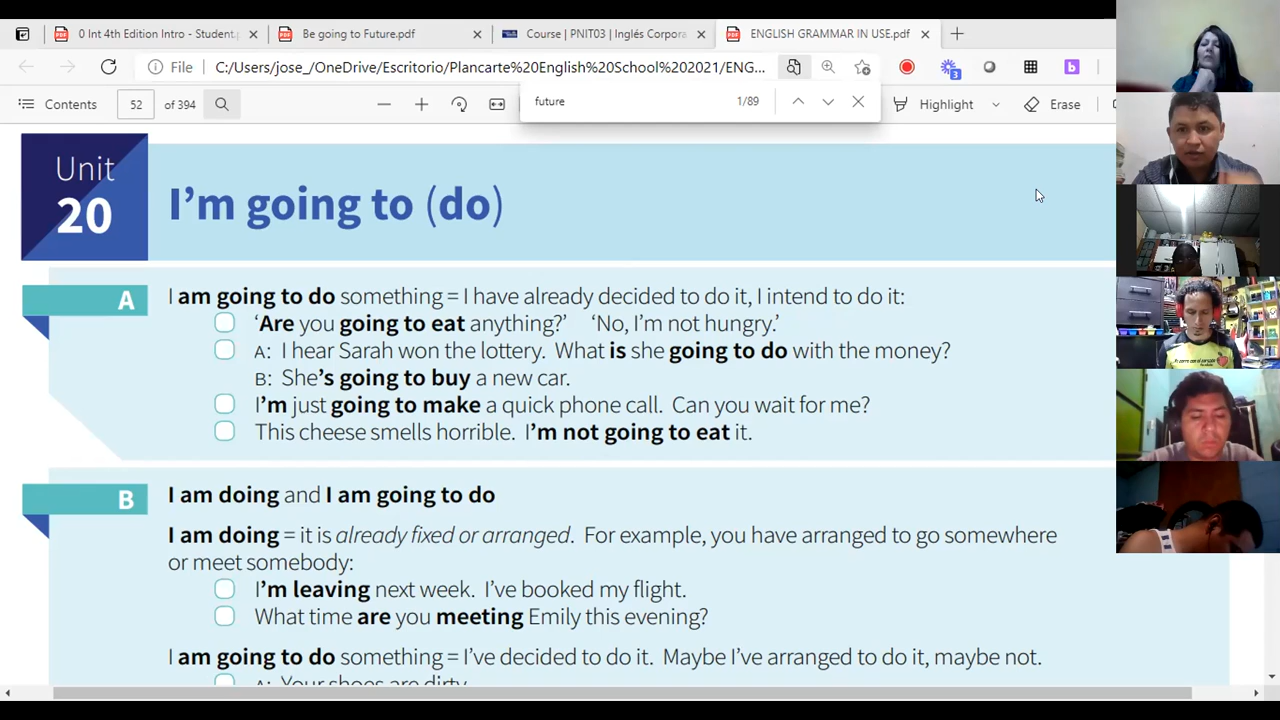 0 Int 4th Edition Intro - Student.p
Be going to Future.pdf
Course | PNIT03 | Inglés Corpora
ENGLISH GRAMMAR IN USE.pdf
File
C:/Users/jose_/OneDrive/Escritorio/Plancarte%20English%20School%202021/ENG...
3
b
Contents
52
of 394
future
1/89
Highlight
Erase
Unit
20
I'm going to (do)
A
I am going to do something = I have already decided to do it, I intend to do it:
‘Are you going to eat anything?’ ‘No, I’m not hungry.’
A: I hear Sarah won the lottery. What is she going to do with the money?
B: She’s going to buy a new car.
I’m just going to make a quick phone call. Can you wait for me?
This cheese smells horrible. I’m not going to eat it.
B
I am doing and I am going to do
I am doing = it is already fixed or arranged. For example, you have arranged to go somewhere
or meet somebody:
I’m leaving next week. I’ve booked my flight.
What time are you meeting Emily this evening?
I am going to do something = I’ve decided to do it. Maybe I’ve arranged to do it, maybe not.
A: Your shoes are dirty.